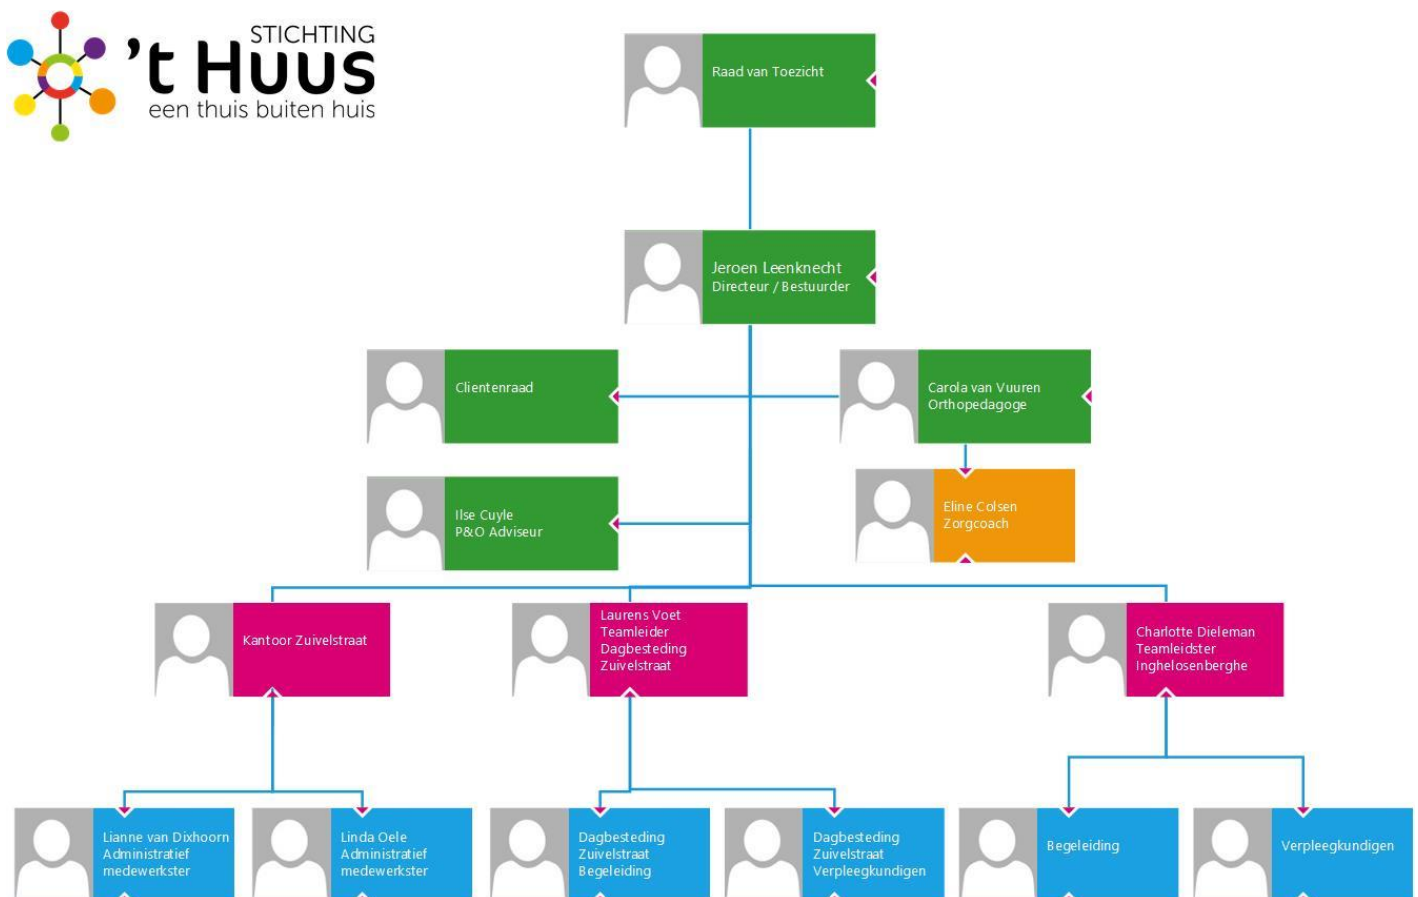 STICHTING
't HUUS
een thuis buiten huis
Raad van Toezicht
Jeroen Leenknecht
Directeur / Bestuurder
Clientenraad
Carola van Vuuren
Orthopedagoge
Ilse Cuyle
P&O Adviseur
Eline Colsen
Zorgcoach
Kantoor Zuivelstraat
Laurens Voet
Teamleider
Dagbesteding
Zuivelstraat
Charlotte Dieleman
Teamleidster
Inghelosenberghe
Lianne van Dixhoorn
Administratief
medewerkster
Linda Oele
Administratief
medewerkster
Dagbesteding
Zuivelstraat
Begeleiding
Dagbesteding
Zuivelstraat
Verpleegkundigen
Begeleiding
Verpleegkundigen